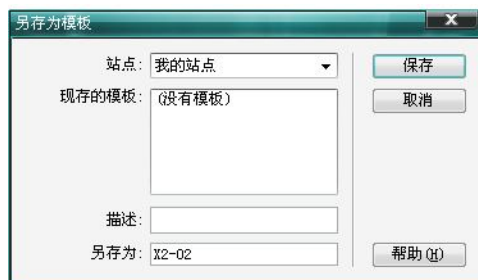 另存为模板
站点: 我的站点
保存
现存的模板: (没有模板)
取消
描述:
另存为: X2-02
帮助(H)